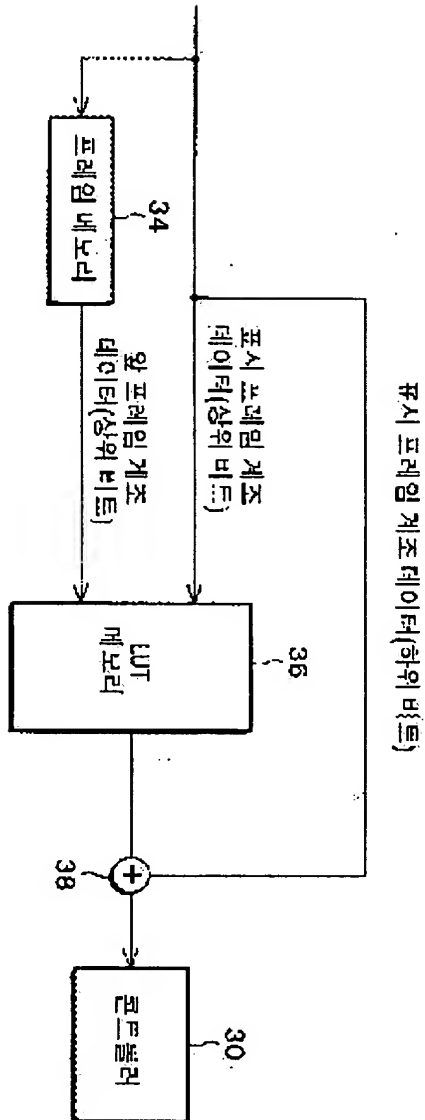 표시 프레임 계조 데이터(하위 비트)
표시 프레임 계조
데이터(상위 비트)
34
프레임 메모리
앞 프레임 계조
데이터(상위 비트)
36
LUT
메모리
38
+
30
콘트롤러